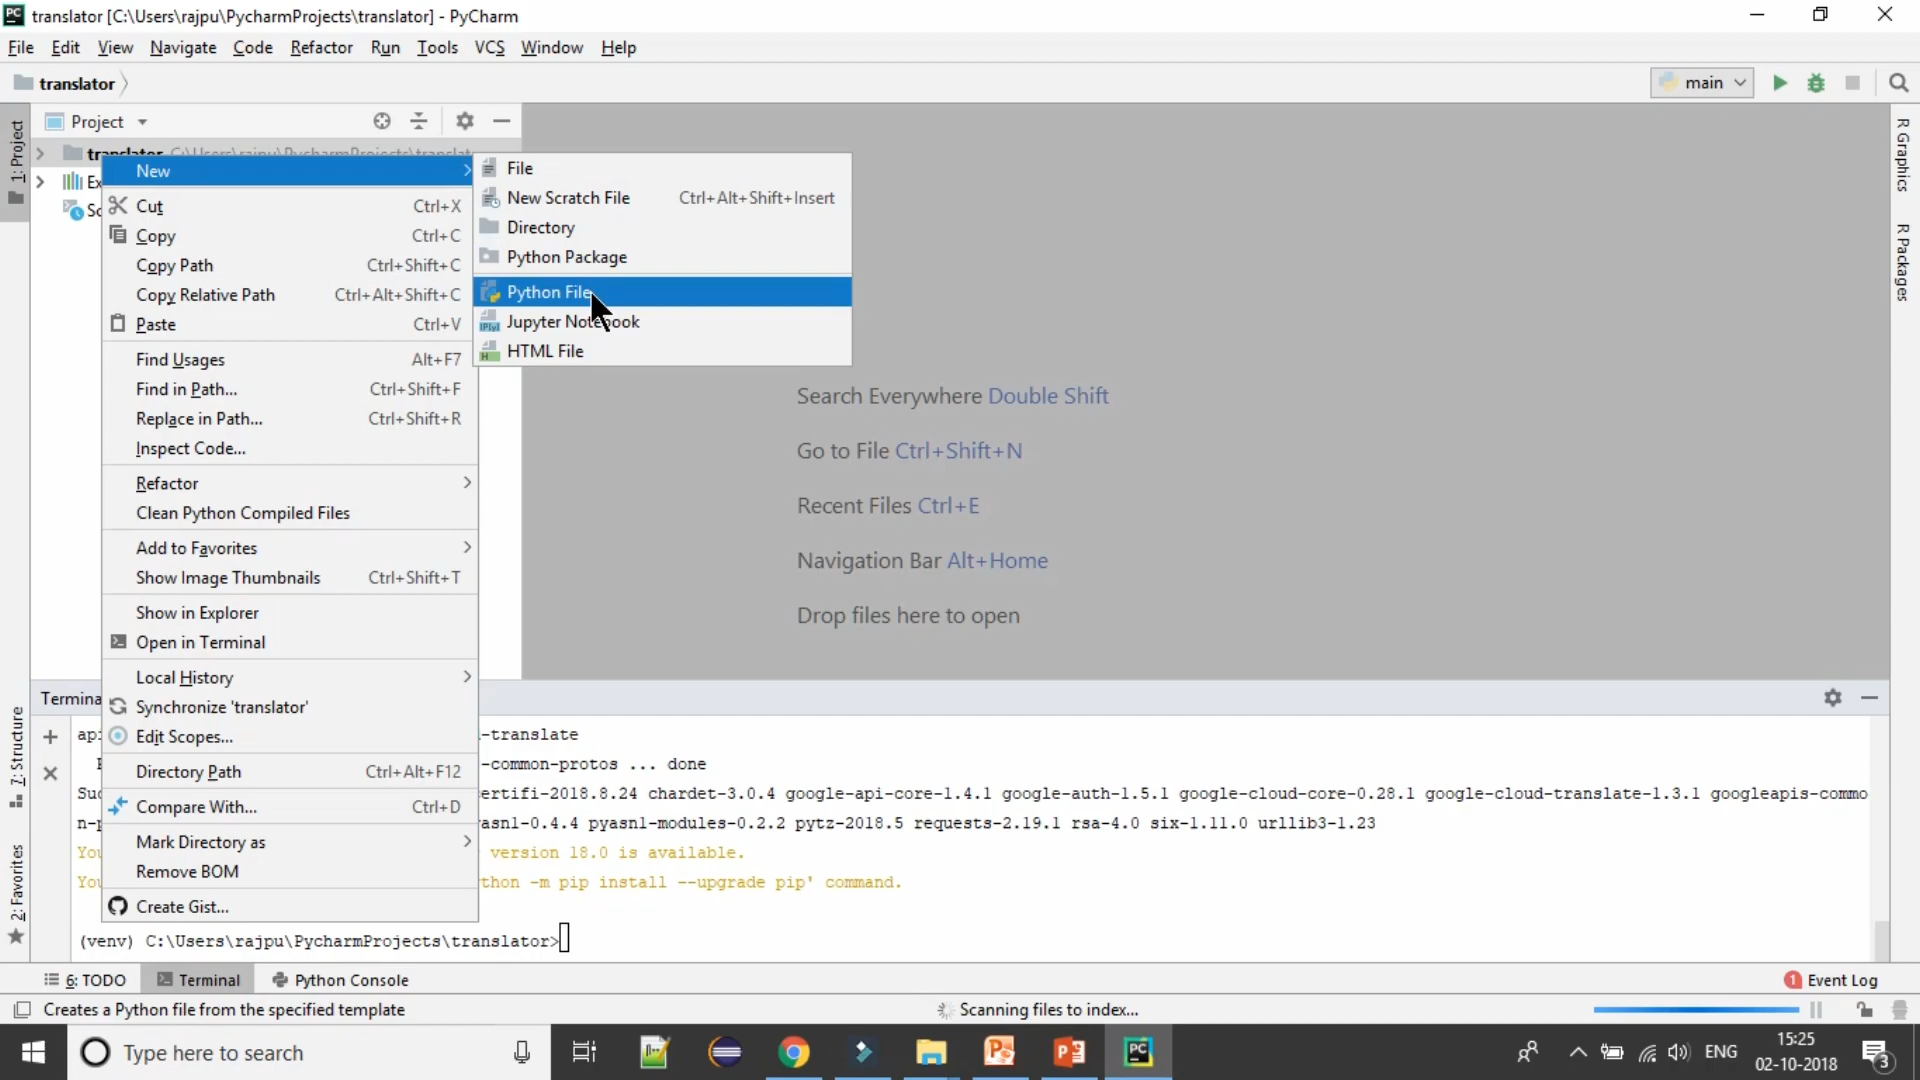 translator [C:\Users\rajpu\PycharmProjects\translator] - PyCharm
File Edit View Navigate Code Refactor Run Tools VCS Window Help
translator
main
1: Project
Project
translator C:\Users\rajpu\PycharmProjects\translat
New
Cut Ctrl+X
Copy Ctrl+C
Copy Path Ctrl+Shift+C
Copy Relative Path Ctrl+Alt+Shift+C
Paste Ctrl+V
Find Usages Alt+F7
Find in Path... Ctrl+Shift+F
Replace in Path... Ctrl+Shift+R
Inspect Code...
Refactor
Clean Python Compiled Files
Add to Favorites
Show Image Thumbnails Ctrl+Shift+T
Show in Explorer
Open in Terminal
Local History
Synchronize 'translator'
Edit Scopes...
Directory Path Ctrl+Alt+F12
Compare With... Ctrl+D
Mark Directory as
Remove BOM
Create Gist...
File
New Scratch File Ctrl+Alt+Shift+Insert
Directory
Python Package
Python File
Jupyter Notebook
HTML File
Search Everywhere Double Shift
Go to File Ctrl+Shift+N
Recent Files Ctrl+E
Navigation Bar Alt+Home
Drop files here to open
R Graphics
R Packages
7: Structure
2: Favorites
Termina
-translate
-common-protos ... done
ertifi-2018.8.24 chardet-3.0.4 google-api-core-1.4.1 google-auth-1.5.1 google-cloud-core-0.28.1 google-cloud-translate-1.3.1 googleapis-commo
asn1-0.4.4 pyasn1-modules-0.2.2 pytz-2018.5 requests-2.19.1 rsa-4.0 six-1.11.0 urllib3-1.23
You version 18.0 is available.
You thon -m pip install --upgrade pip' command.
(venv) C:\Users\rajpu\PycharmProjects\translator>
6: TODO Terminal Python Console
1 Event Log
Creates a Python file from the specified template
Scanning files to index...
Type here to search
ENG
15:25
02-10-2018
3